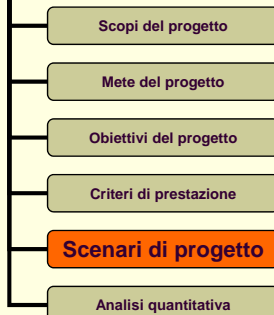 Scopi del progetto
Mete del progetto
Obiettivi del progetto
Criteri di prestazione
Scenari di progetto
Analisi quantitativa